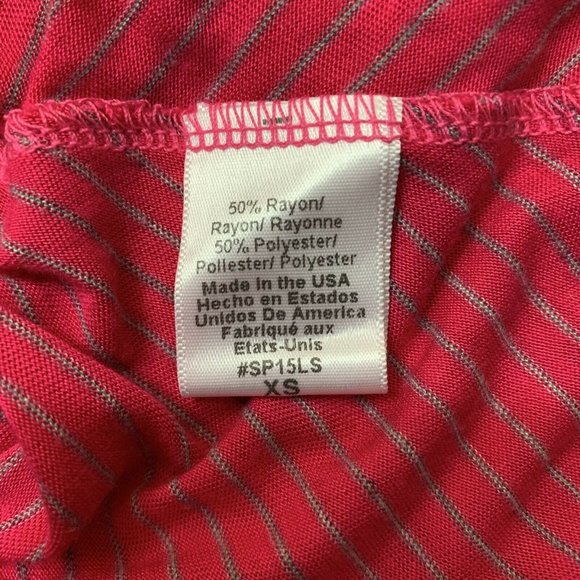 50% Rayon/
Rayon/ Rayonne
50% Polyester/
Poliester/ Polyester
Made in the USA
Hecho en Estados
Unidos De America
Fabriqué aux
Etats-Unis
#SP15LS
XS